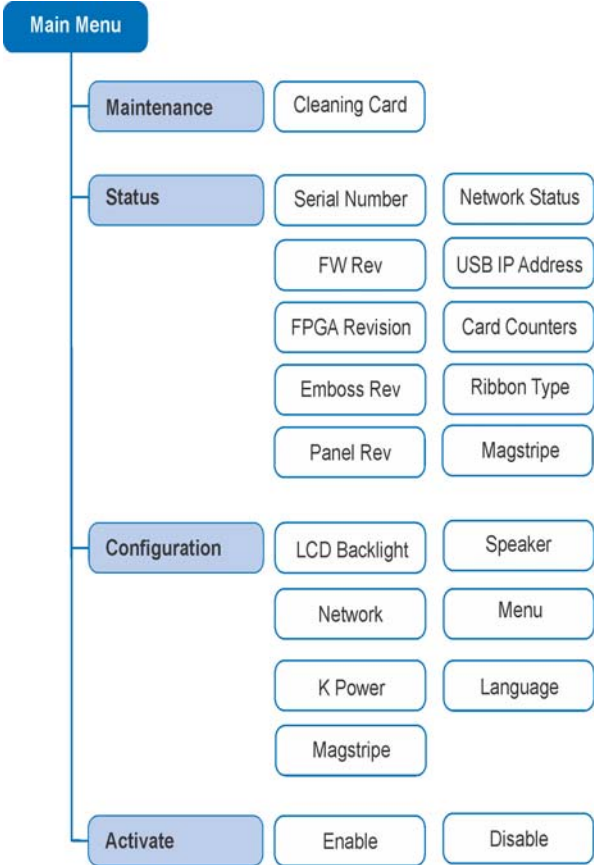 Main Menu
Maintenance
Cleaning Card
Status
Serial Number
Network Status
FW Rev
USB IP Address
FPGA Revision
Card Counters
Emboss Rev
Ribbon Type
Panel Rev
Magstripe
Configuration
LCD Backlight
Speaker
Network
Menu
K Power
Language
Magstripe
Activate
Enable
Disable